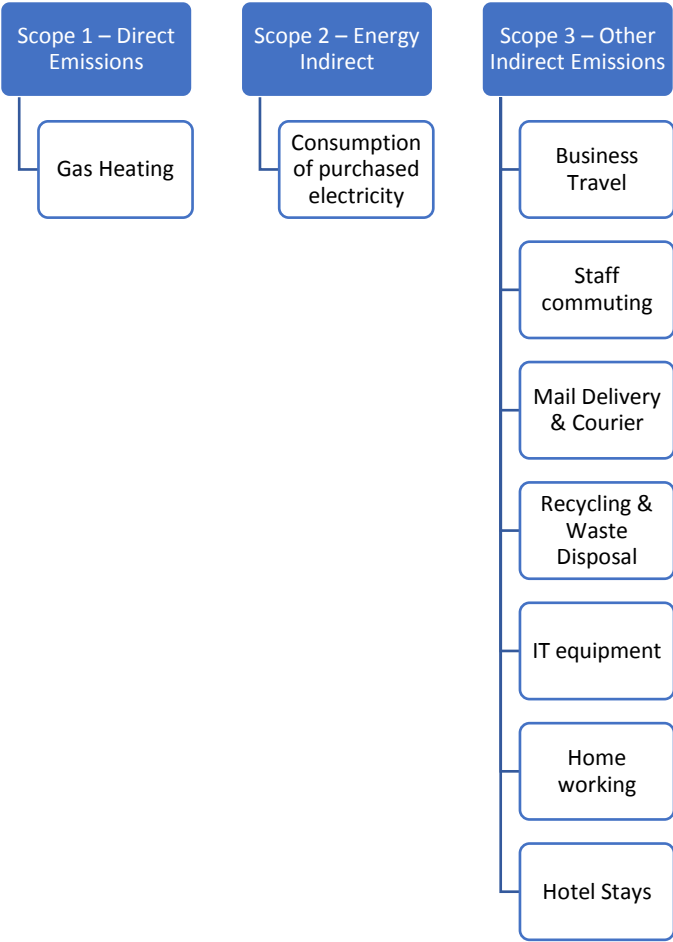 Scope 1 – Direct
Emissions
Gas Heating
Scope 2 – Energy
Indirect
Consumption
of purchased
electricity
Scope 3 – Other
Indirect Emissions
Business
Travel
Staff
commuting
Mail Delivery
& Courier
Recycling &
Waste
Disposal
IT equipment
Home
working
Hotel Stays